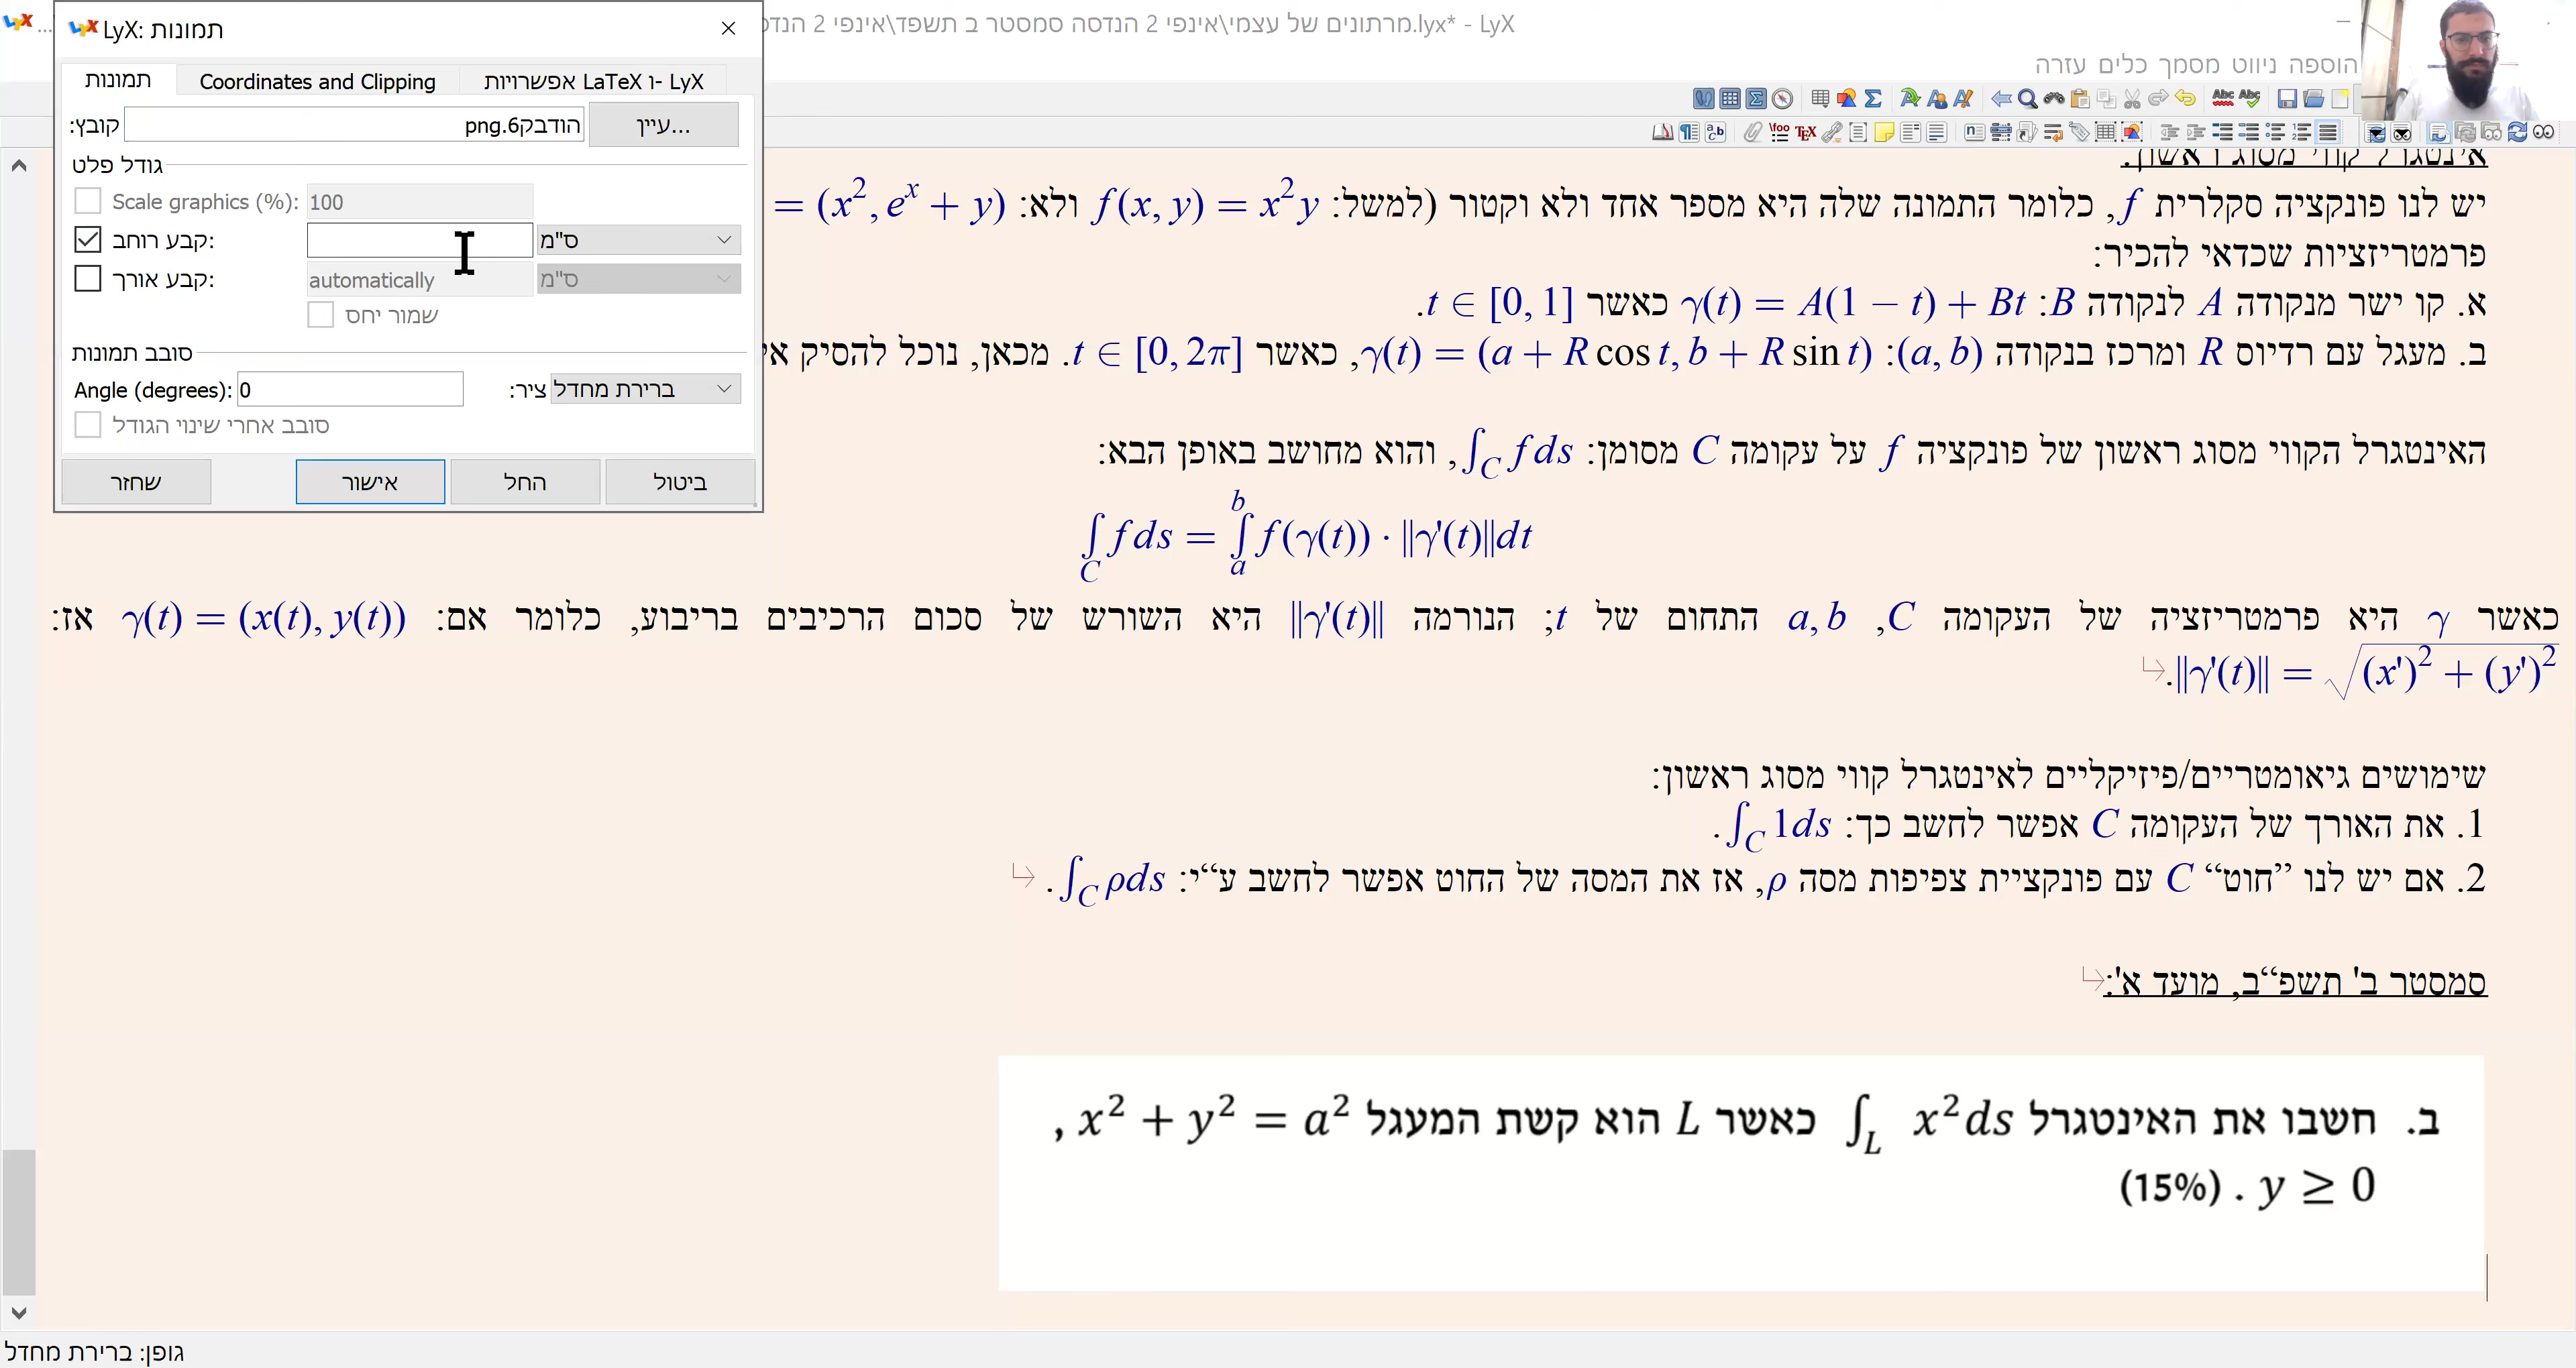 LyX: תמונות
מרתונים של עצמי\אינפי 2 הנדסה סמסטר ב תשפד\אינפי 2 הנד
.lyx* - LyX
הוספה ניווט מסמך כלים עזרה
תמונות
Coordinates and Clipping
אפשרויות LaTeX ו- LyX
קובץ:
הודבק6.png
עיין...
גודל פלט
Scale graphics (%): 100
קבע רוחב:
ס"מ
קבע אורך:
automatically
ס"מ
שמור יחס
סובב תמונות
Angle (degrees): 0
ציר: ברירת מחדל
סובב אחרי שינוי הגודל
שחזר
אישור
החל
ביטול
אינטגרל קווי מסוג ראשון:
יש לנו פונקציה סקלרית f, כלומר התמונה שלה היא מספר אחד ולא וקטור (למשל: f(x, y) = x²y ולא: = (x², eˣ + y)
פרמטריזציות שכדאי להכיר:
א. קו ישר מנקודה A לנקודה B: γ(t) = A(1 − t) + Bt כאשר t ∈ [0, 1].
ב. מעגל עם רדיוס R ומרכז בנקודה (a, b): γ(t) = (a + R cos t, b + R sin t), כאשר t ∈ [0, 2π]. מכאן, נוכל להסיק אי
האינטגרל הקווי מסוג ראשון של פונקציה f על עקומה C מסומן: ∫_C f ds, והוא מחושב באופן הבא:
∫_C f ds = ∫_a^b f(γ(t)) · ||γ'(t)||dt
כאשר γ היא פרמטריזציה של העקומה C, a, b התחום של t; הנורמה ||γ'(t)|| היא השורש של סכום הרכיבים בריבוע, כלומר אם: γ(t) = (x(t), y(t)) אז:
||γ'(t)|| = √((x')² + (y')²).
שימושים גיאומטריים/פיזיקליים לאינטגרל קווי מסוג ראשון:
1. את האורך של העקומה C אפשר לחשב כך: ∫_C 1ds.
2. אם יש לנו ”חוט“ C עם פונקציית צפיפות מסה ρ, אז את המסה של החוט אפשר לחשב ע“י: ∫_C ρds.
סמסטר ב' תשפ“ב, מועד א':
ב. חשבו את האינטגרל ∫_L x²ds כאשר L הוא קשת המעגל x² + y² = a²,
y ≥ 0 . (15%)
גופן: ברירת מחדל